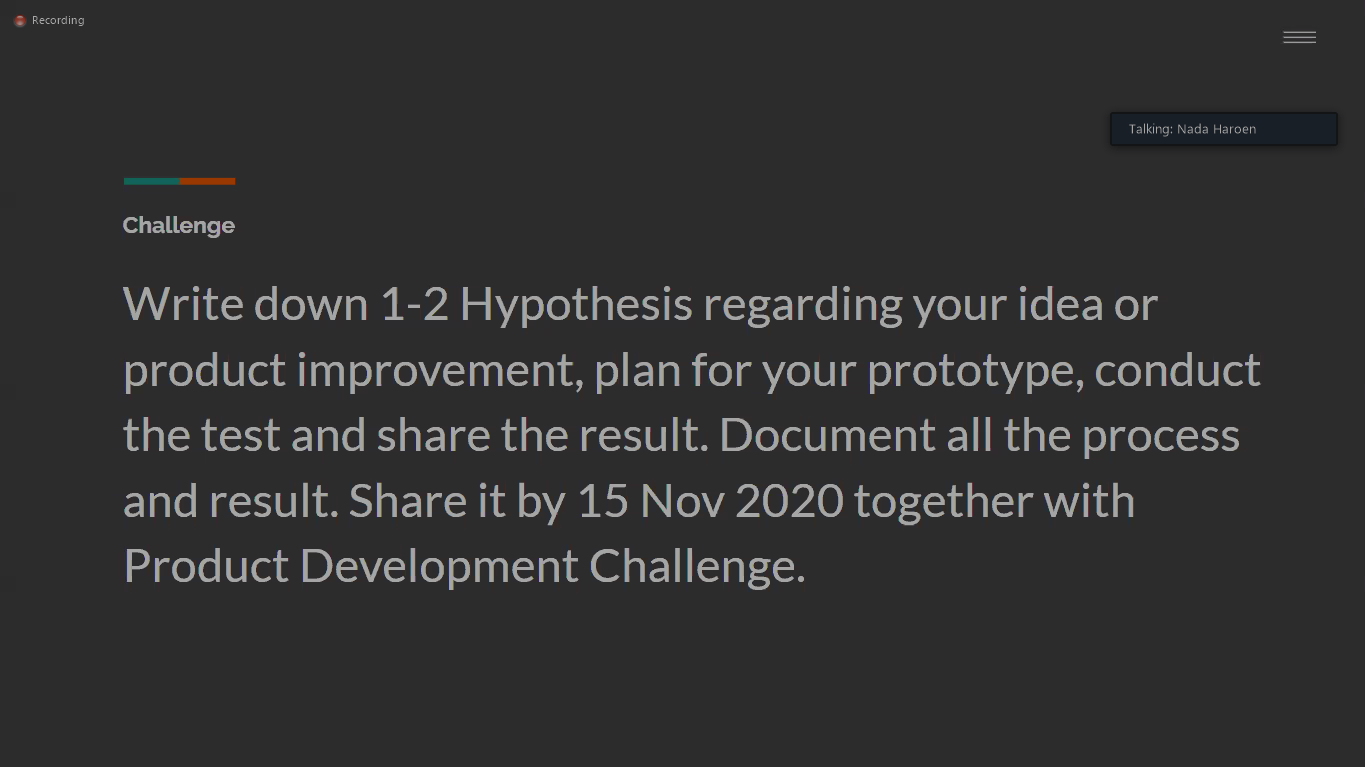 Recording
Talking: Nada Haroen
Challenge
Write down 1-2 Hypothesis regarding your idea or
product improvement, plan for your prototype, conduct
the test and share the result. Document all the process
and result. Share it by 15 Nov 2020 together with
Product Development Challenge.